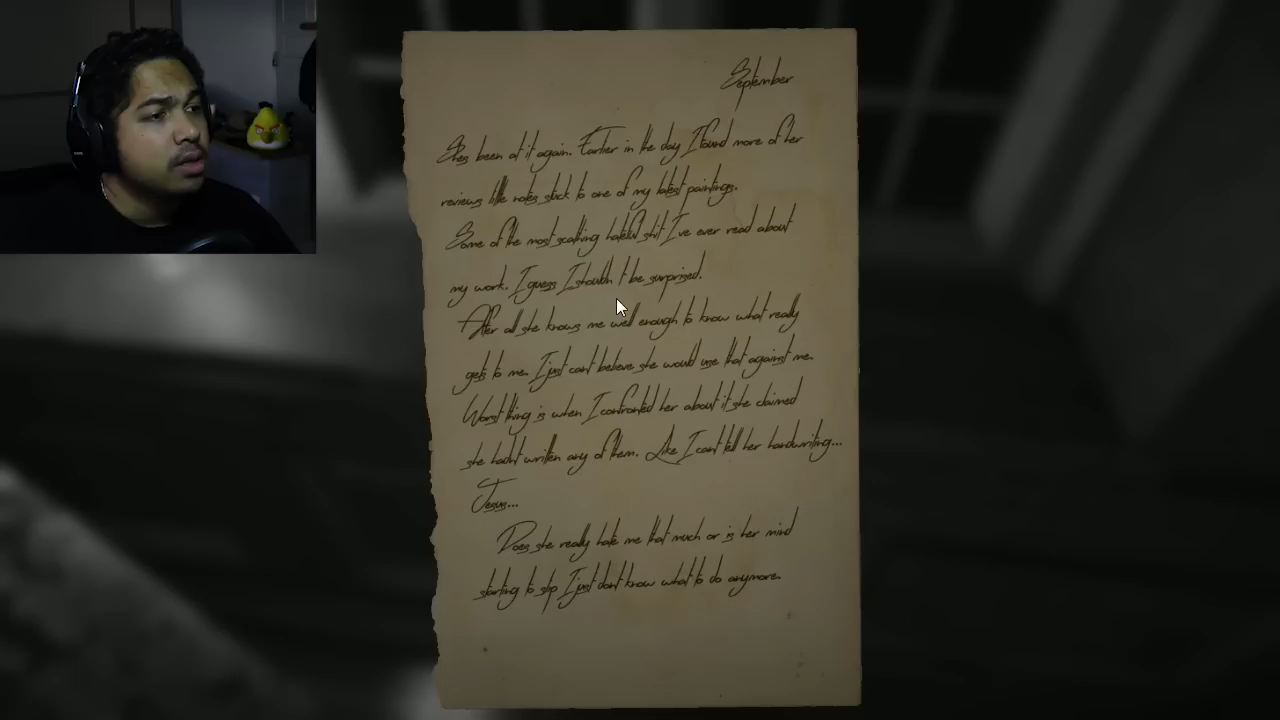 September
Shes been at it again. Earlier in the day I found more of her
reviews little notes stuck to one of my latest paintings.
Some of the most scathing hateful shit I've ever read about
my work. I guess I shouldn t be surprised.
After all she knows me well enough to know what really
gets to me. I just cant believe she would use that against me.
Worst thing is when I confronted her about it she claimed
she hadnt written any of them. Like I cant tell her handwriting...
Jesus...
Does she really hate me that much or is her mind
starting to slip I just dont know what to do anymore.